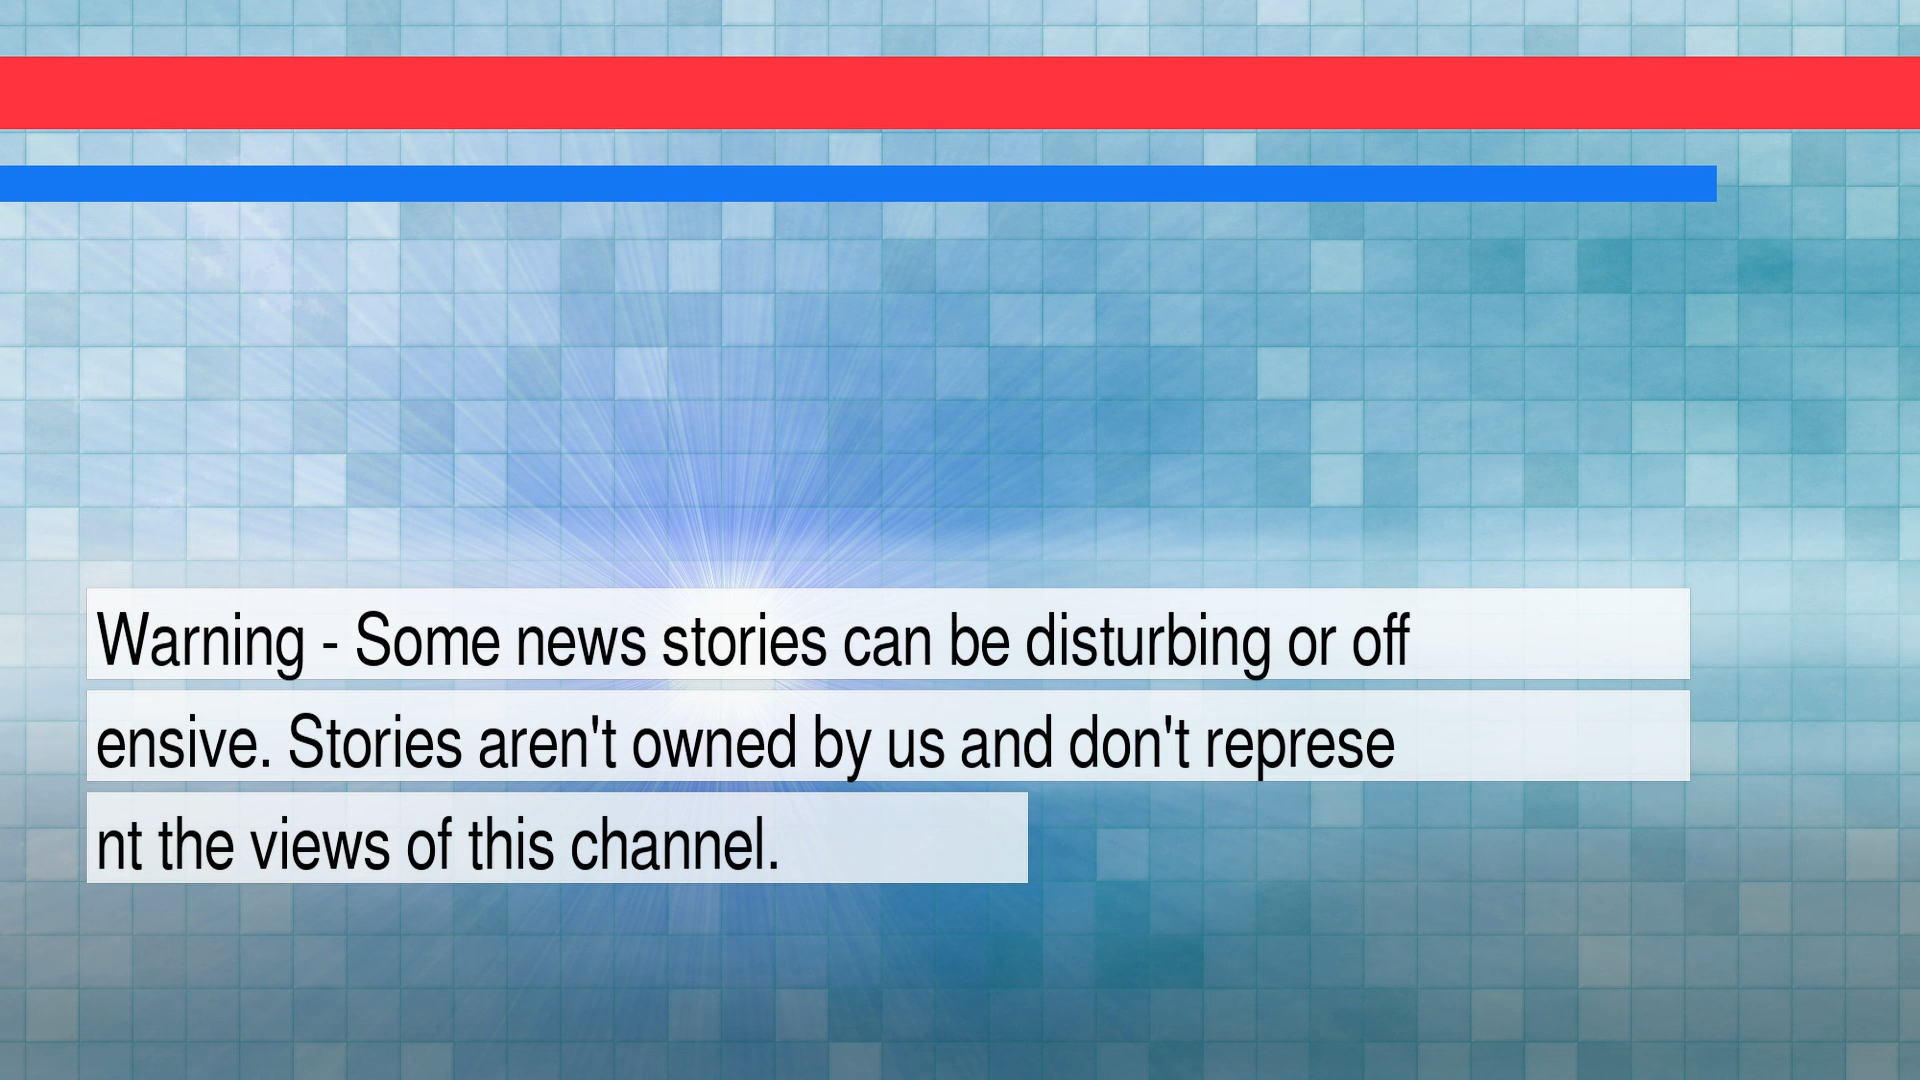 Warning - Some news stories can be disturbing or off
ensive. Stories aren't owned by us and don't represe
nt the views of this channel.